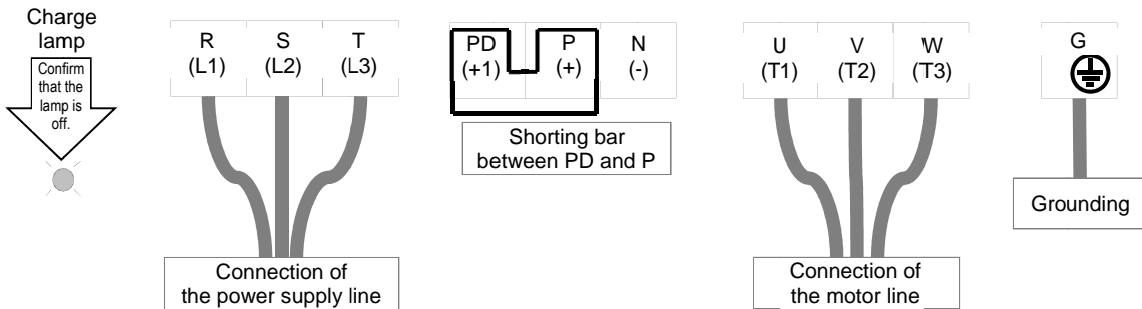 Charge
lamp
Confirm
that the
lamp is
off.
R
(L1)
S
(L2)
T
(L3)
Connection of
the power supply line
PD
(+1)
P
(+)
N
(-)
Shorting bar
between PD and P
U
(T1)
V
(T2)
W
(T3)
Connection of
the motor line
G
Grounding